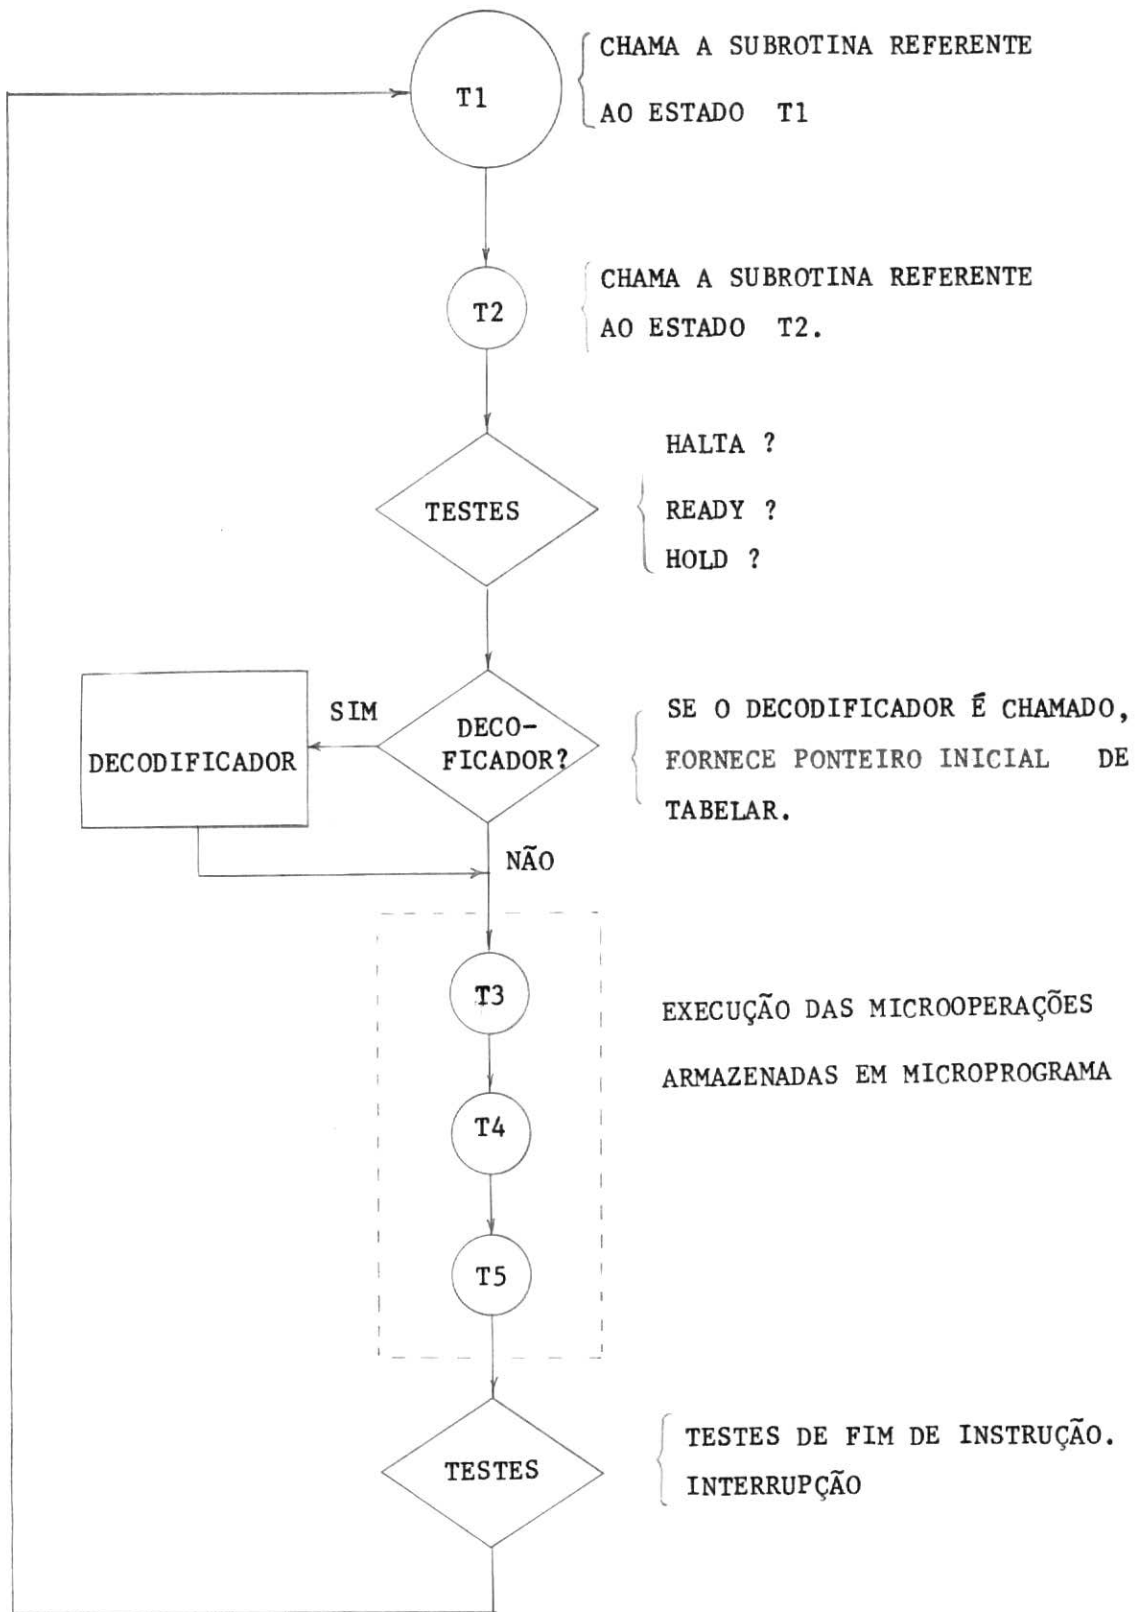 CHAMA A SUBROTINA REFERENTE
T1
AO ESTADO T1
CHAMA A SUBROTINA REFERENTE
T2
AO ESTADO T2.
HALTA ?
TESTES
READY ?
HOLD ?
SIM
DECO-
FICADOR?
DECODIFICADOR
SE O DECODIFICADOR É CHAMADO,
FORNECE PONTEIRO INICIAL DE
TABELAR.
NÃO
T3
EXECUÇÃO DAS MICROOPERAÇÕES
ARMAZENADAS EM MICROPROGRAMA
T4
T5
TESTES
TESTES DE FIM DE INSTRUÇÃO.
INTERRUPÇÃO